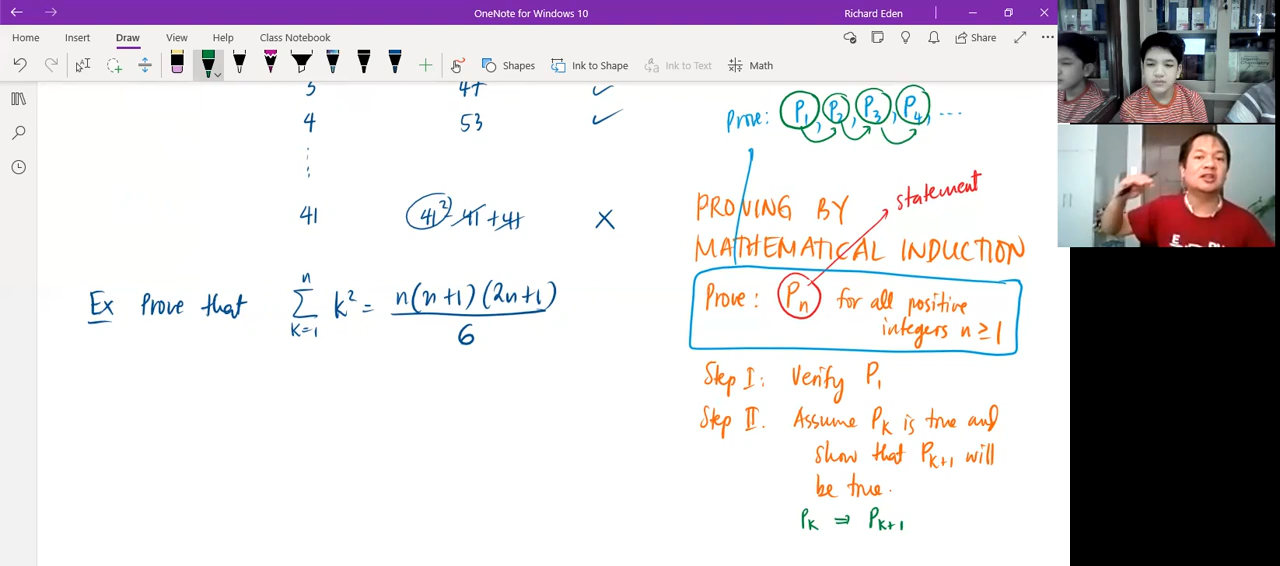 OneNote for Windows 10
Richard Eden
Home Insert Draw View Help Class Notebook
Share
Shapes Ink to Shape Ink to Text Math
3 47 ✓
4 53 ✓
⋮
41 41² - 41 + 41 X
Ex Prove that \sum_{k=1}^{n} k² = \frac{n(n+1)(2n+1)}{6}
Prove: P₁, P₂, P₃, P₄, ...
statement
PROVING BY
MATHEMATICAL INDUCTION
Prove: Pₙ for all positive
integers n ≥ 1
Step I: Verify P₁
Step II. Assume Pₖ is true and
show that Pₖ₊₁ will
be true.
Pₖ ⇒ Pₖ₊₁